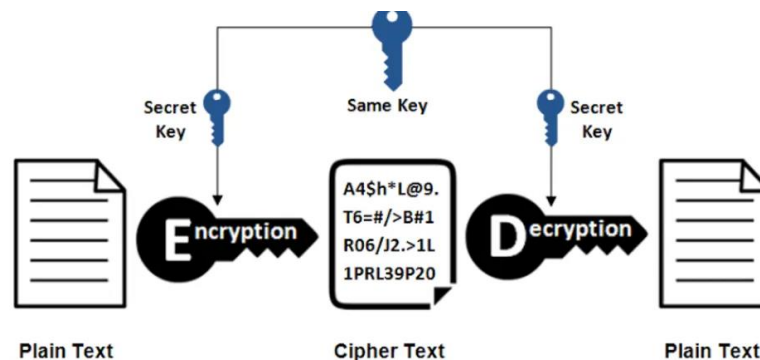 Same Key
Secret
Key
Secret
Key
Encryption
A4$h*L@9.
T6=#/>B#1
R06/J2.>1L
1PRL39P20
Decryption
Plain Text
Cipher Text
Plain Text